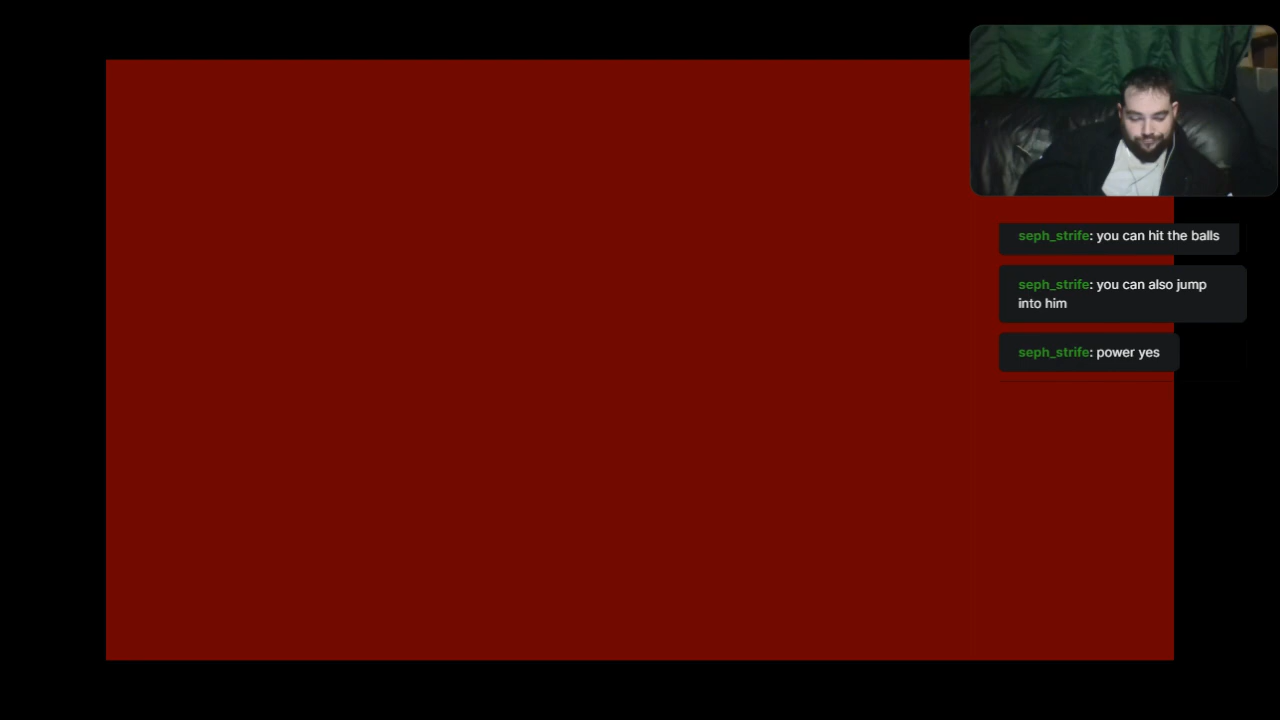 seph_strife: you can hit the balls
seph_strife: you can also jump
into him
seph_strife: power yes